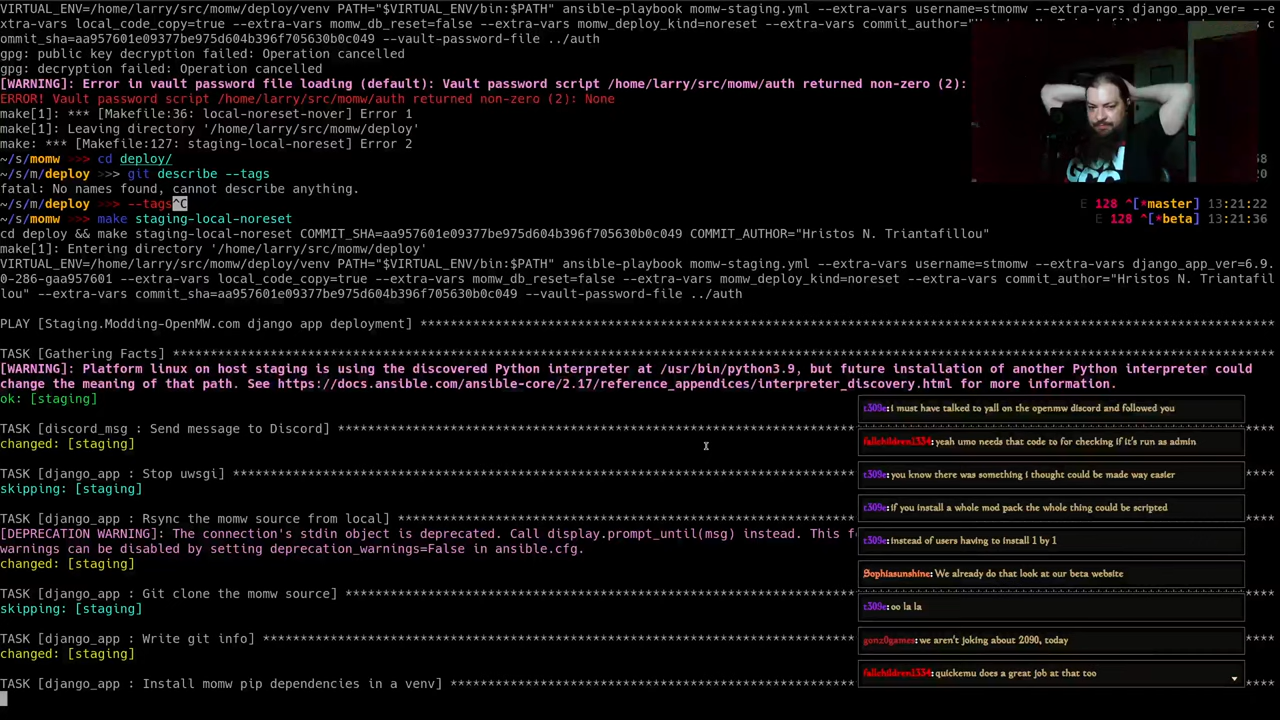 VIRTUAL_ENV=/home/larry/src/momw/deploy/venv PATH="$VIRTUAL_ENV/bin:$PATH" ansible-playbook momw-staging.yml --extra-vars username=stmomw --extra-vars django_app_ver= --e
xtra-vars local_code_copy=true --extra-vars momw_db_reset=false --extra-vars momw_deploy_kind=noreset --extra-vars commit_author="Hristos N. Tria
ommit_sha=aa957601e09377be975d604b396f705630b0c049 --vault-password-file ../auth
gpg: public key decryption failed: Operation cancelled
gpg: decryption failed: Operation cancelled
[WARNING]: Error in vault password file loading (default): Vault password script /home/larry/src/momw/auth returned non-zero (2):
ERROR! Vault password script /home/larry/src/momw/auth returned non-zero (2): None
make[1]: *** [Makefile:36: local-noreset-nover] Error 1
make[1]: Leaving directory '/home/larry/src/momw/deploy'
make: *** [Makefile:127: staging-local-noreset] Error 2
~/s/momw >>> cd deploy/
~/s/m/deploy >>> git describe --tags
fatal: No names found, cannot describe anything.
~/s/m/deploy >>> --tags^C E 128 ^[*master] 13:21:22
~/s/momw >>> make staging-local-noreset E 128 ^[*beta] 13:21:36
cd deploy && make staging-local-noreset COMMIT_SHA=aa957601e09377be975d604b396f705630b0c049 COMMIT_AUTHOR="Hristos N. Triantafillou"
make[1]: Entering directory '/home/larry/src/momw/deploy'
VIRTUAL_ENV=/home/larry/src/momw/deploy/venv PATH="$VIRTUAL_ENV/bin:$PATH" ansible-playbook momw-staging.yml --extra-vars username=stmomw --extra-vars django_app_ver=6.9.
0-286-gaa957601 --extra-vars local_code_copy=true --extra-vars momw_db_reset=false --extra-vars momw_deploy_kind=noreset --extra-vars commit_author="Hristos N. Triantafil
lou" --extra-vars commit_sha=aa957601e09377be975d604b396f705630b0c049 --vault-password-file ../auth
PLAY [Staging.Modding-OpenMW.com django app deployment]
TASK [Gathering Facts]
[WARNING]: Platform linux on host staging is using the discovered Python interpreter at /usr/bin/python3.9, but future installation of another Python interpreter could
change the meaning of that path. See https://docs.ansible.com/ansible-core/2.17/reference_appendices/interpreter_discovery.html for more information.
ok: [staging]
TASK [discord_msg : Send message to Discord]
changed: [staging]
TASK [django_app : Stop uwsgi]
skipping: [staging]
TASK [django_app : Rsync the momw source from local]
[DEPRECATION WARNING]: The connection's stdin object is deprecated. Call display.prompt_until(msg) instead. This
warnings can be disabled by setting deprecation_warnings=False in ansible.cfg.
changed: [staging]
TASK [django_app : Git clone the momw source]
skipping: [staging]
TASK [django_app : Write git info]
changed: [staging]
TASK [django_app : Install momw pip dependencies in a venv]
r309e: i must have talked to yall on the openmw discord and followed you
fallchildren1334: yeah umo needs that code to for checking if it's run as admin
r309e: you know there was something i thought could be made way easier
r309e: if you install a whole mod pack the whole thing could be scripted
r309e: instead of users having to install 1 by 1
Sophiasunshine: We already do that look at our beta website
r309e: oo la la
gonz0games: we aren't joking about 2090, today
fallchildren1334: quickemu does a great job at that too